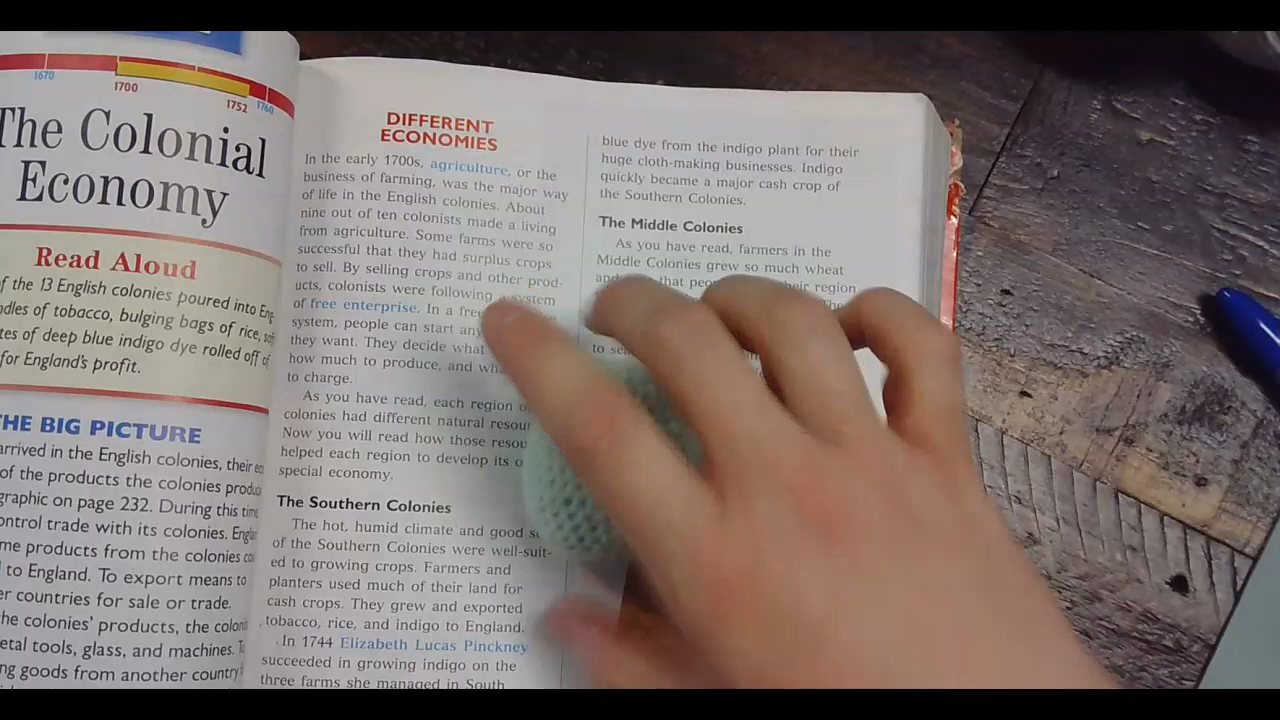 1670
1700
1752
1760
The Colonial
Economy
Read Aloud
of the 13 English colonies poured into
of tobacco, bulging bags of rice,
of deep blue indigo dye rolled off of
for England's profit.
THE BIG PICTURE
arrived in the English colonies, their
of the products the colonies
graphic on page 232. During this time
control trade with its colonies.
products from the colonies
to England. To export means to
countries for sale or trade.
the colonies' products, the
metal tools, glass, and machines.
goods from another country
DIFFERENT
ECONOMIES
In the early 1700s, agriculture, or the
business of farming, was the major way
of life in the English colonies. About
nine out of ten colonists made a living
from agriculture. Some farms were so
successful that they had surplus crops
to sell. By selling crops and other prod-
ucts, colonists were following a system
of free enterprise. In a free
system, people can start any
they want. They decide what
how much to produce, and
to charge.
As you have read, each region
colonies had different natural
Now you will read how those
helped each region to develop its
special economy.
The Southern Colonies
The hot, humid climate and good
of the Southern Colonies were well-suit-
ed to growing crops. Farmers and
planters used much of their land for
cash crops. They grew and exported
tobacco, rice, and indigo to England.
In 1744 Elizabeth Lucas Pinckney
succeeded in growing indigo on the
three farms she managed in South
blue dye from the indigo plant for their
huge cloth-making businesses. Indigo
quickly became a major cash crop of
the Southern Colonies.
The Middle Colonies
As you have read, farmers in the
Middle Colonies grew so much wheat
that their region
to